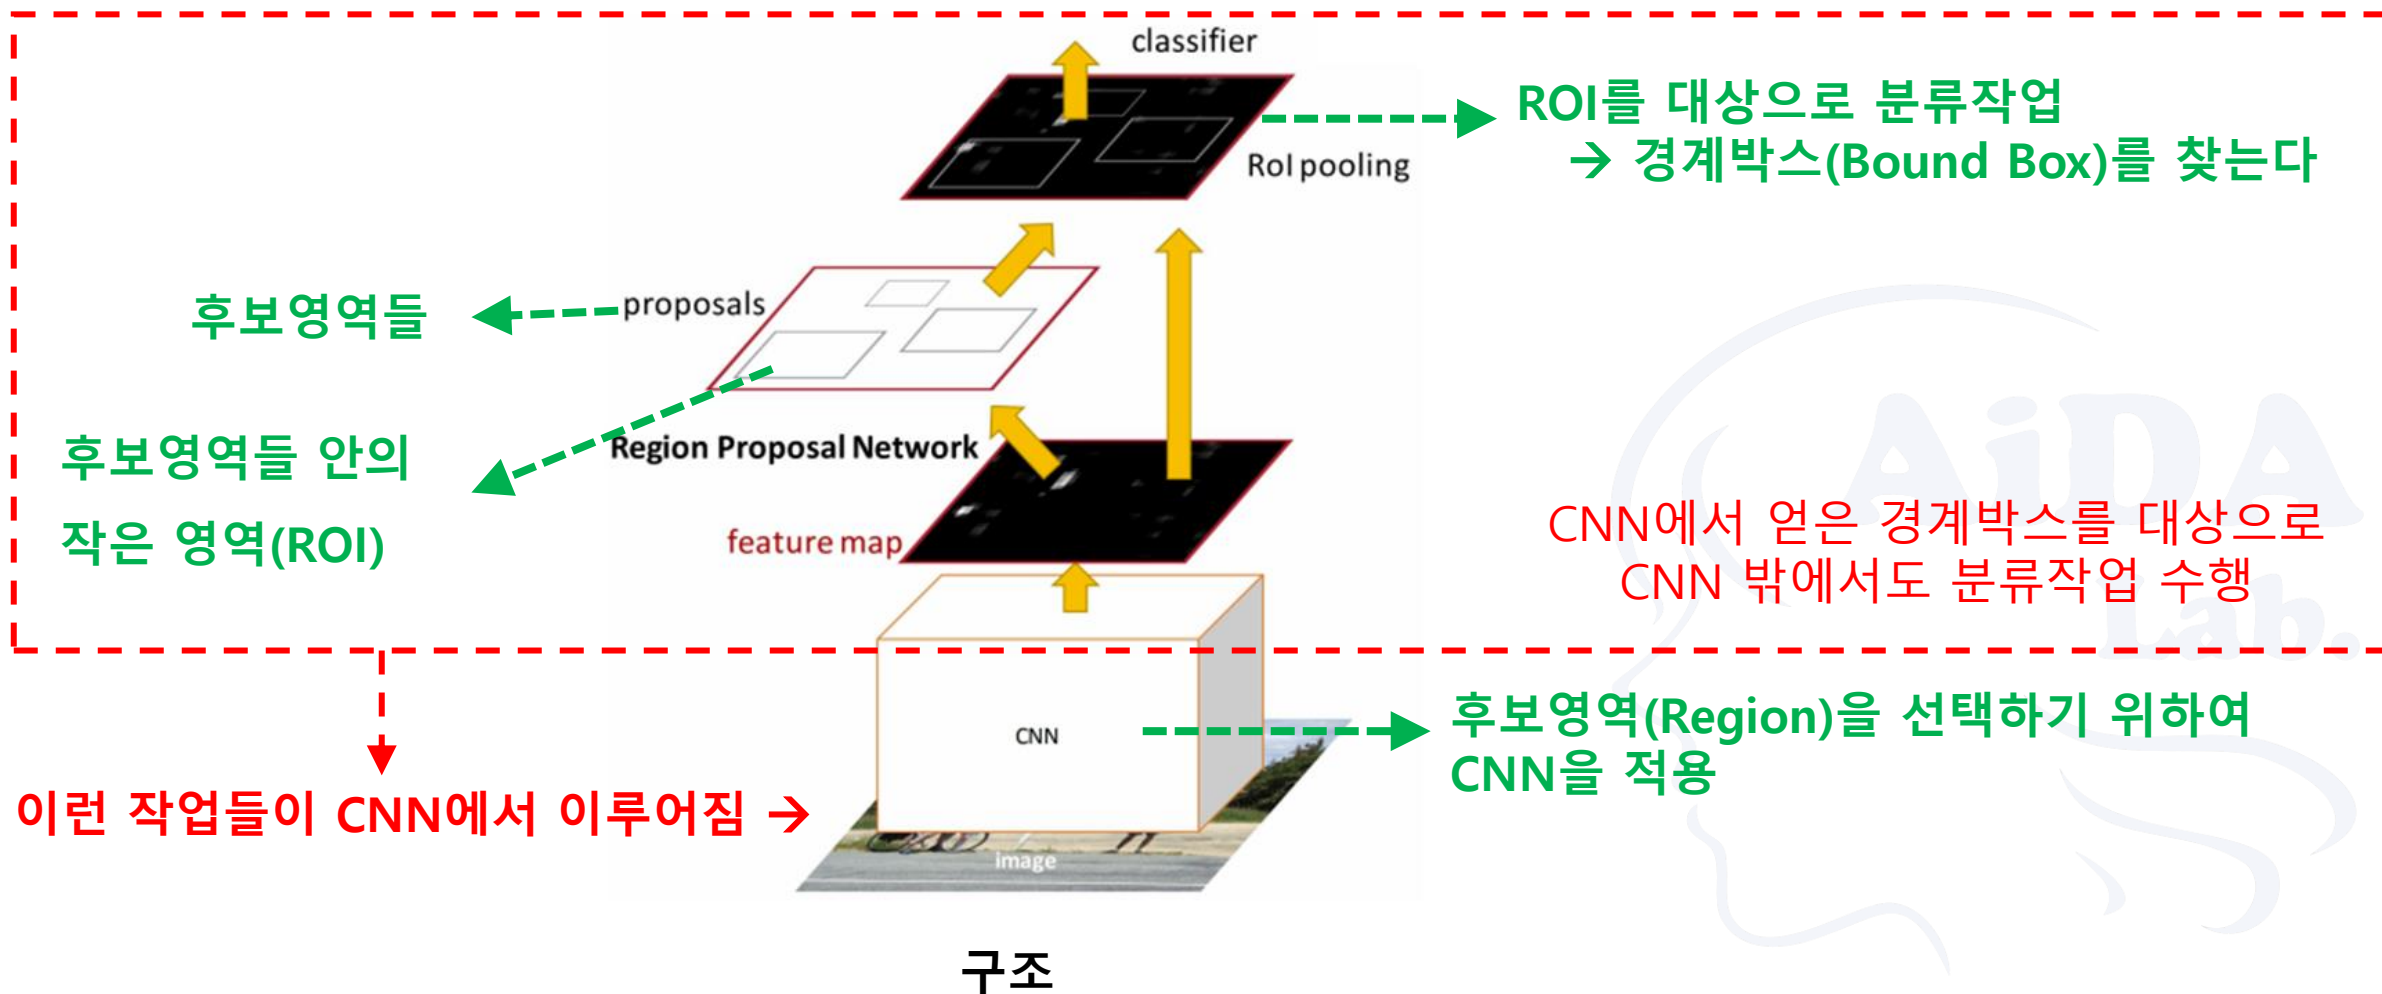 classifier
ROI를 대상으로 분류작업
→ 경계박스(Bound Box)를 찾는다
RoI pooling
후보영역들
proposals
Region Proposal Network
후보영역들 안의
작은 영역(ROI)
feature map
CNN에서 얻은 경계박스를 대상으로
CNN 밖에서도 분류작업 수행
AiDA
Lab.
CNN
후보영역(Region)을 선택하기 위하여
CNN을 적용
이런 작업들이 CNN에서 이루어짐 →
image
구조